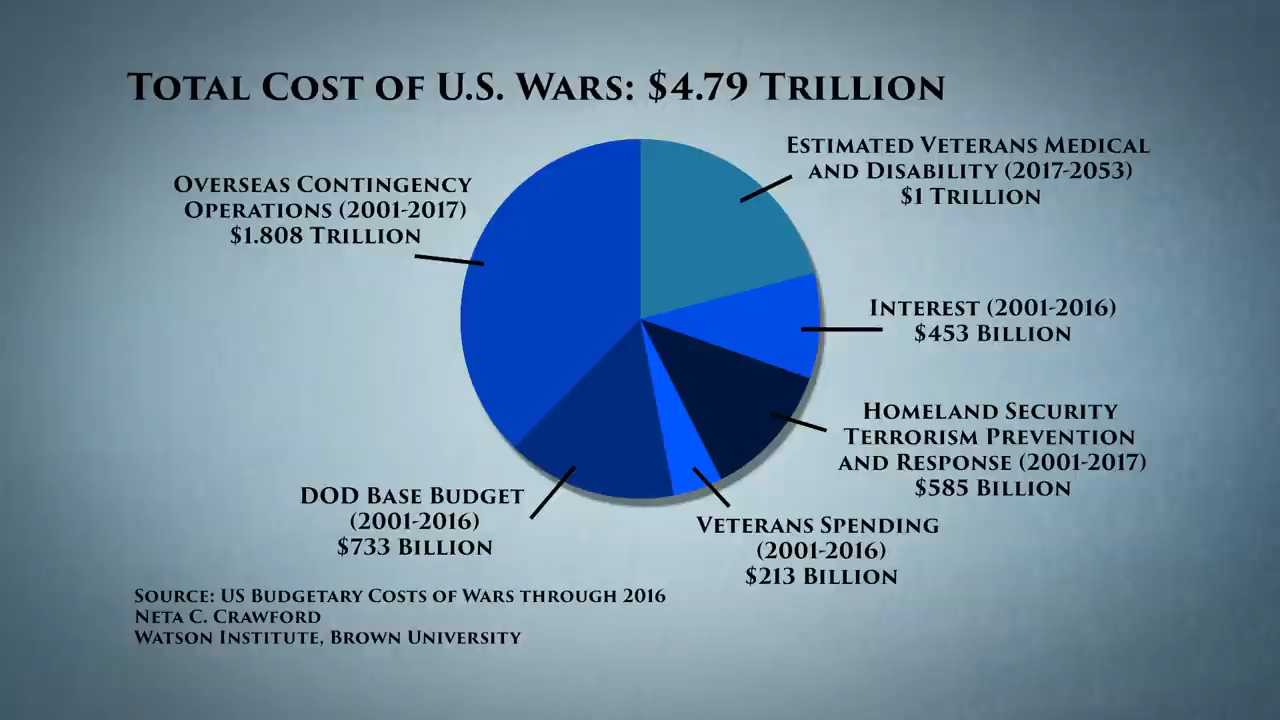 Total Cost of U.S. Wars: $4.79 Trillion
Estimated Veterans Medical
and Disability (2017-2053)
$1 Trillion
Overseas Contingency
Operations (2001-2017)
$1.808 Trillion
Interest (2001-2016)
$453 Billion
Homeland Security
Terrorism Prevention
and Response (2001-2017)
$585 Billion
DOD Base Budget
(2001-2016)
$733 Billion
Veterans Spending
(2001-2016)
$213 Billion
Source: US Budgetary Costs of Wars through 2016
Neta C. Crawford
Watson Institute, Brown University